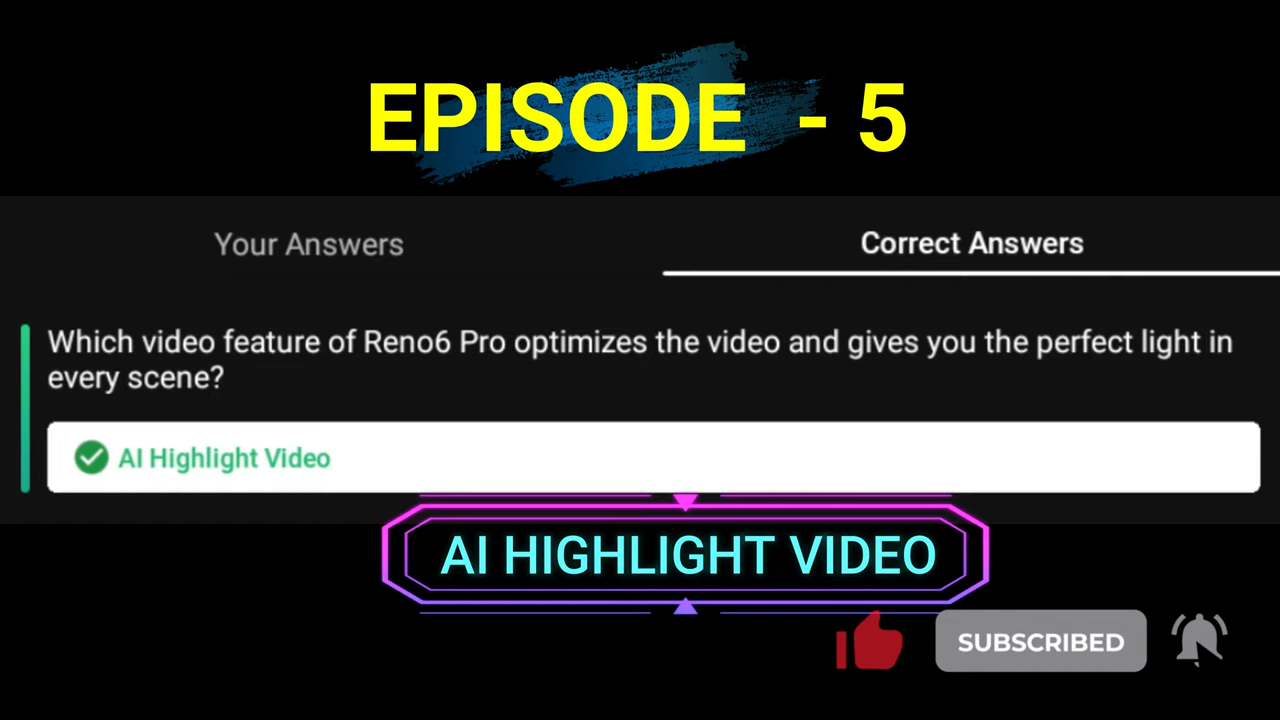 EPISODE - 5
Your Answers
Correct Answers
Which video feature of Reno6 Pro optimizes the video and gives you the perfect light in
every scene?
AI Highlight Video
AI HIGHLIGHT VIDEO
SUBSCRIBED